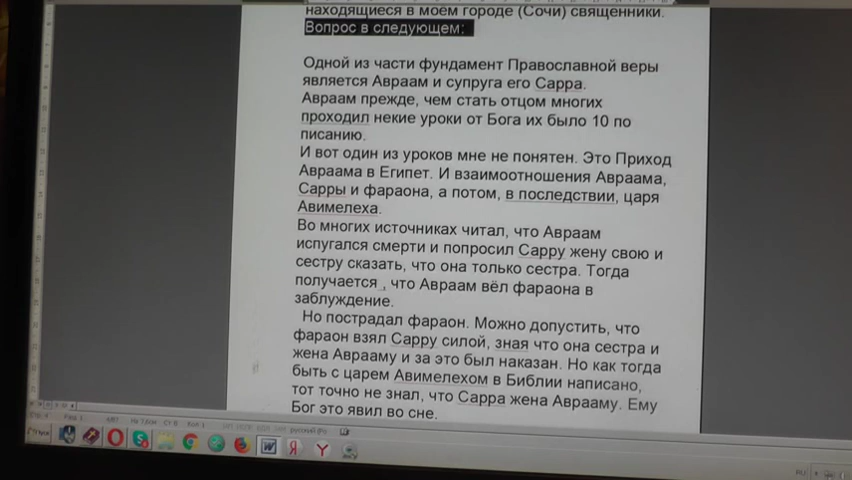 находящиеся в моём городе (Сочи) священники.
Вопрос в следующем:
Одной из части фундамент Православной веры
является Авраам и супруга его Сарра.
Авраам прежде, чем стать отцом многих
проходил некие уроки от Бога их было 10 по
писанию.
И вот один из уроков мне не понятен. Это Приход
Авраама в Египет. И взаимоотношения Авраама,
Сарры и фараона, а потом, в последствии, царя
Авимелеха.
Во многих источниках читал, что Авраам
испугался смерти и попросил Сарру жену свою и
сестру сказать, что она только сестра. Тогда
получается , что Авраам вёл фараона в
заблуждение.
Но пострадал фараон. Можно допустить, что
фараон взял Сарру силой, зная что она сестра и
жена Аврааму и за это был наказан. Но как тогда
быть с царем Авимелехом в Библии написано,
тот точно не знал, что Сарра жена Аврааму. Ему
Бог это явил во сне.
RU